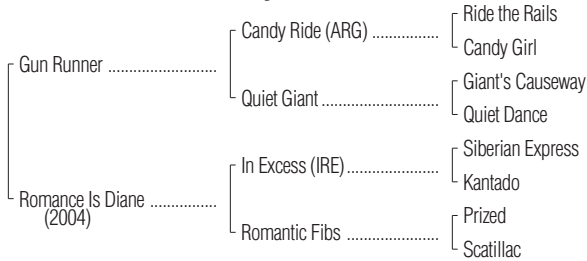 Ride the Rails
Candy Ride (ARG) ................
Candy Girl
Gun Runner ..........................
Giant's Causeway
Quiet Giant .............................
Quiet Dance
Siberian Express
In Excess (IRE) ......................
Kantado
Romance Is Diane ................
(2004)
Prized
Romantic Fibs ......................
Scatillac